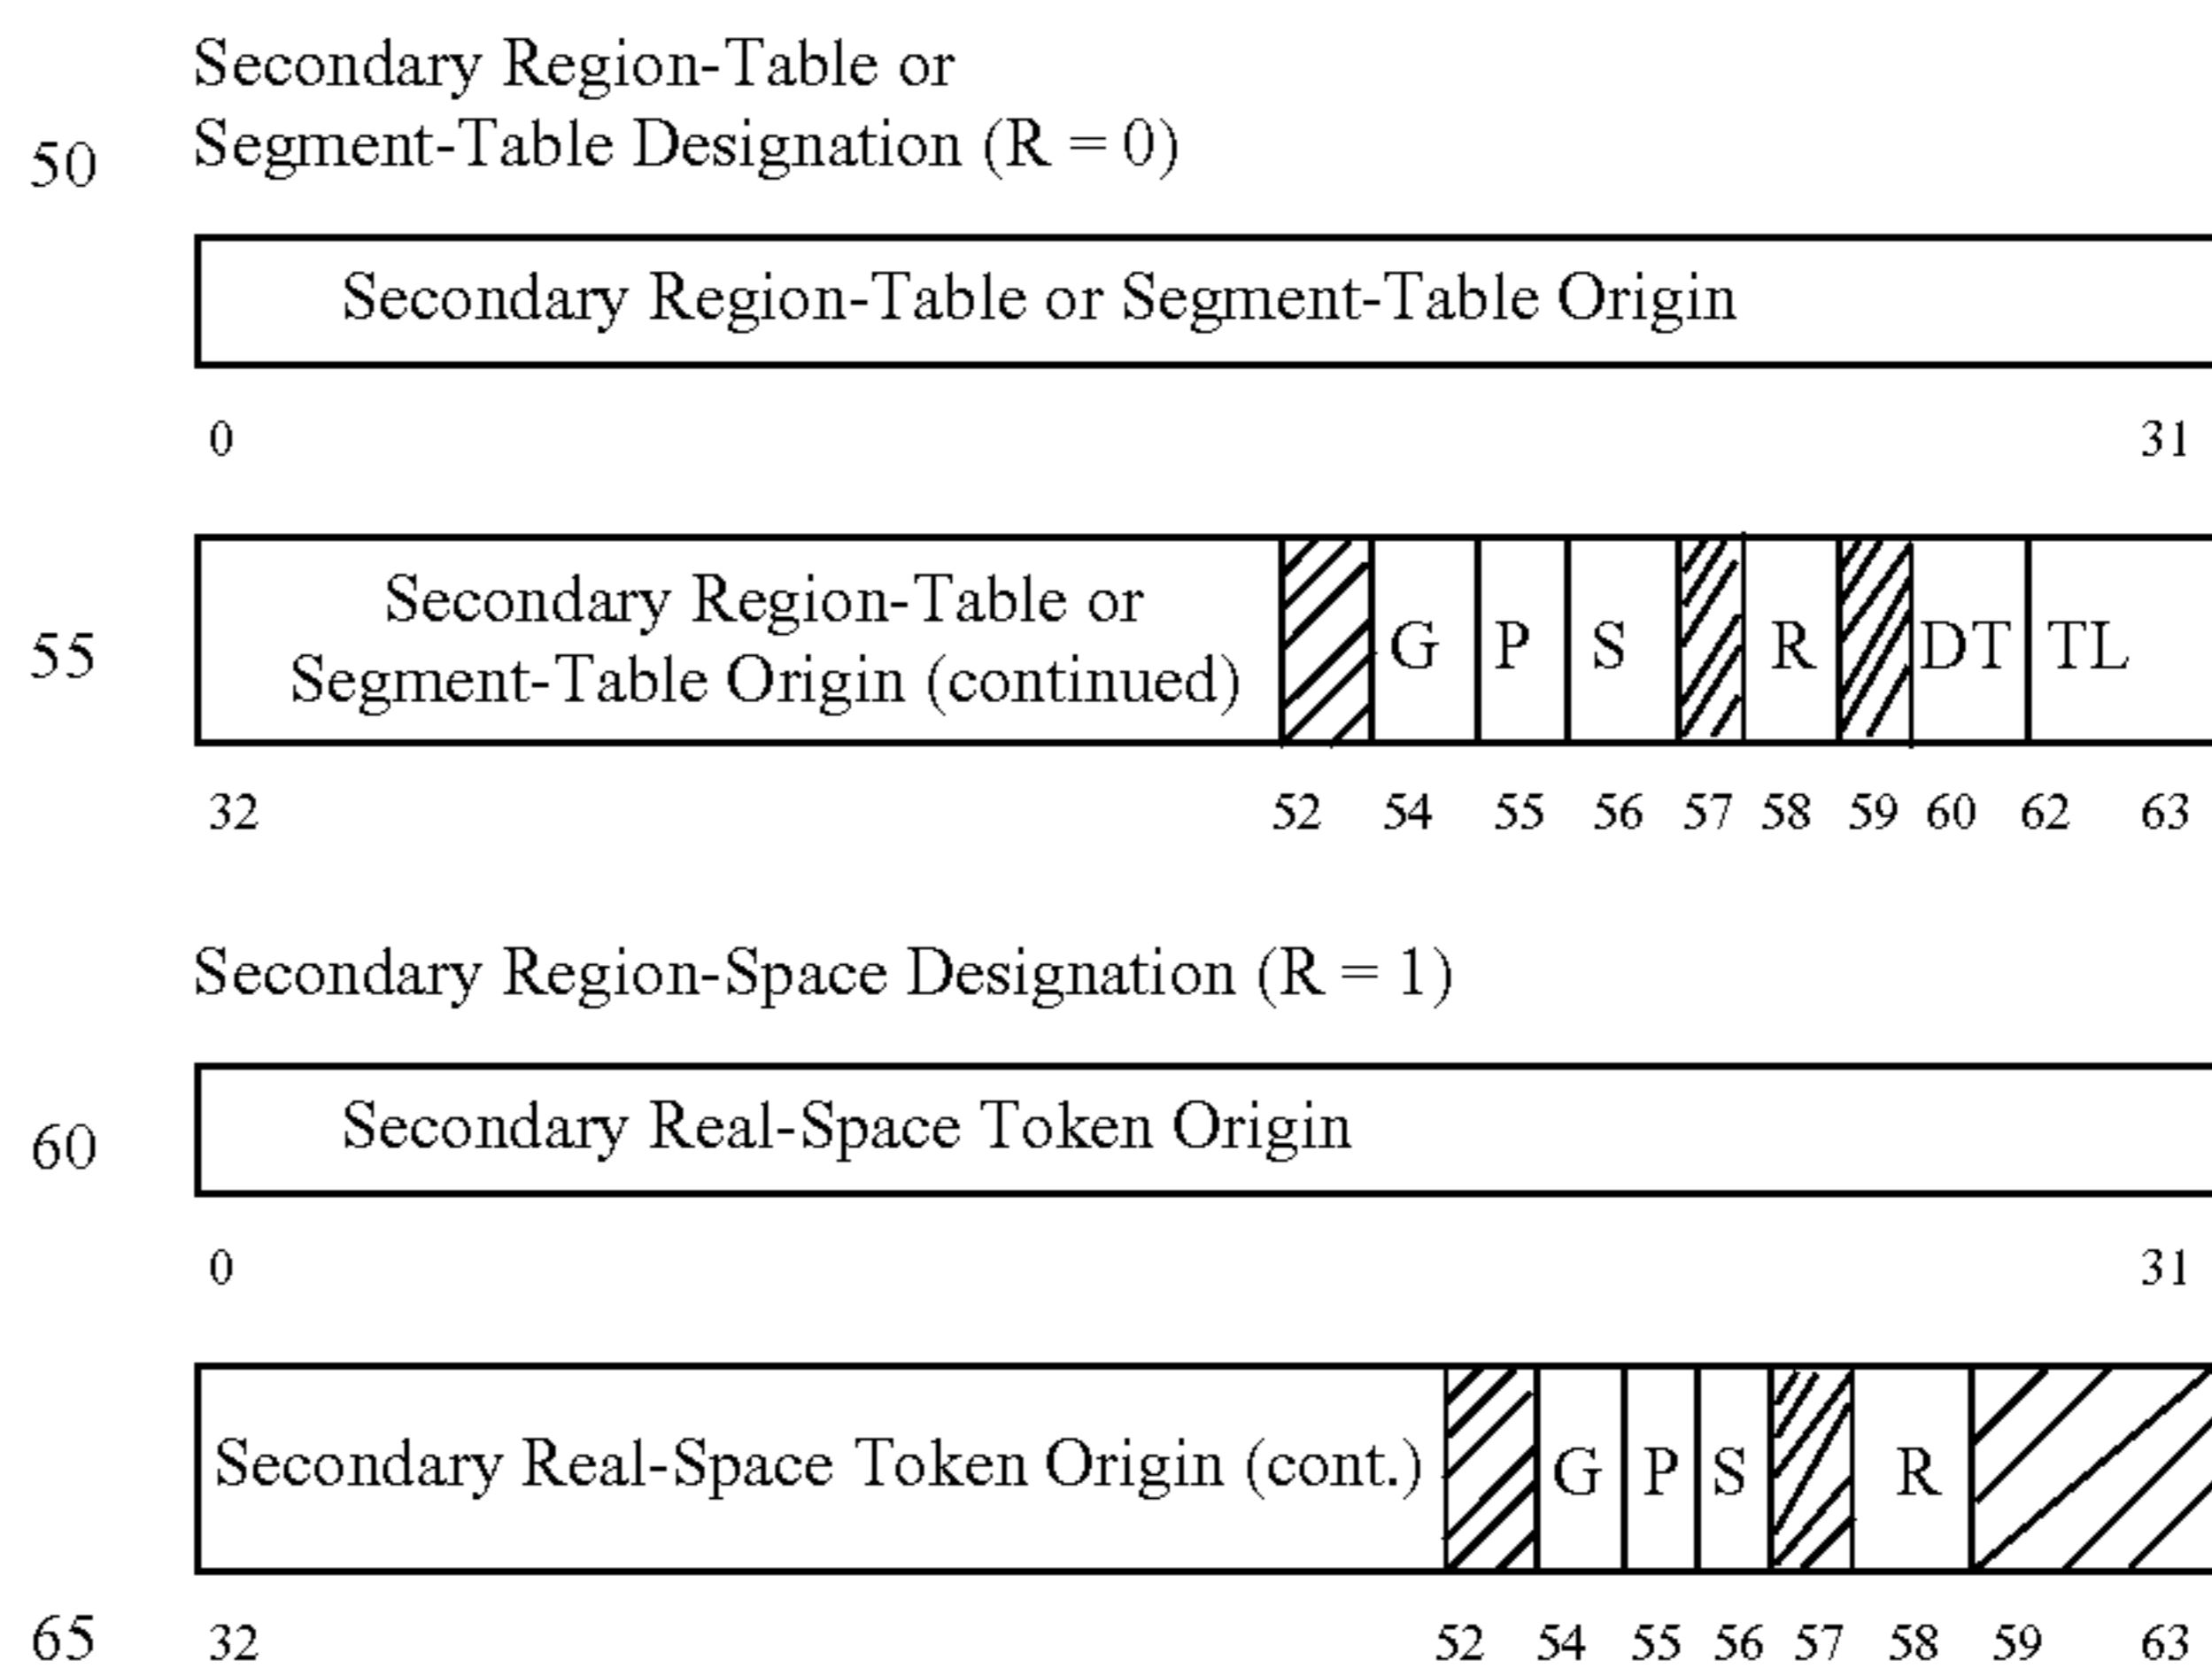 Secondary Region-Table or
50 Segment-Table Designation (R = 0)
Secondary Region-Table or Segment-Table Origin
0 31
Secondary Region-Table or
55 Segment-Table Origin (continued) G P S R DT TL
32 52 54 55 56 57 58 59 60 62 63
Secondary Region-Space Designation (R = 1)
60 Secondary Real-Space Token Origin
0 31
Secondary Real-Space Token Origin (cont.) G P S R
65 32 52 54 55 56 57 58 59 63